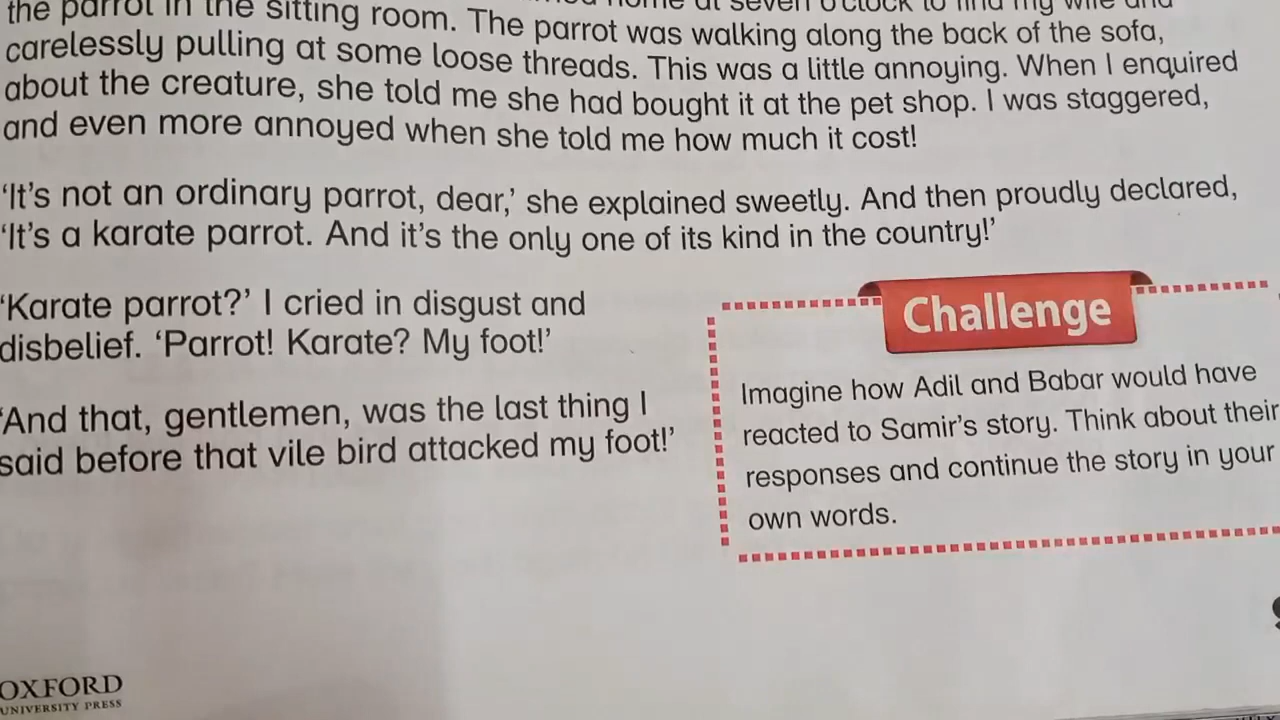 the parrot in the sitting room. The parrot was walking along the back of the sofa,
carelessly pulling at some loose threads. This was a little annoying. When I enquired
about the creature, she told me she had bought it at the pet shop. I was staggered,
and even more annoyed when she told me how much it cost!
‘It’s not an ordinary parrot, dear,’ she explained sweetly. And then proudly declared,
‘It’s a karate parrot. And it’s the only one of its kind in the country!’
‘Karate parrot?’ I cried in disgust and
disbelief. ‘Parrot! Karate? My foot!’
‘And that, gentlemen, was the last thing I
said before that vile bird attacked my foot!’
Challenge
Imagine how Adil and Babar would have
reacted to Samir’s story. Think about their
responses and continue the story in your
own words.
OXFORD
UNIVERSITY PRESS